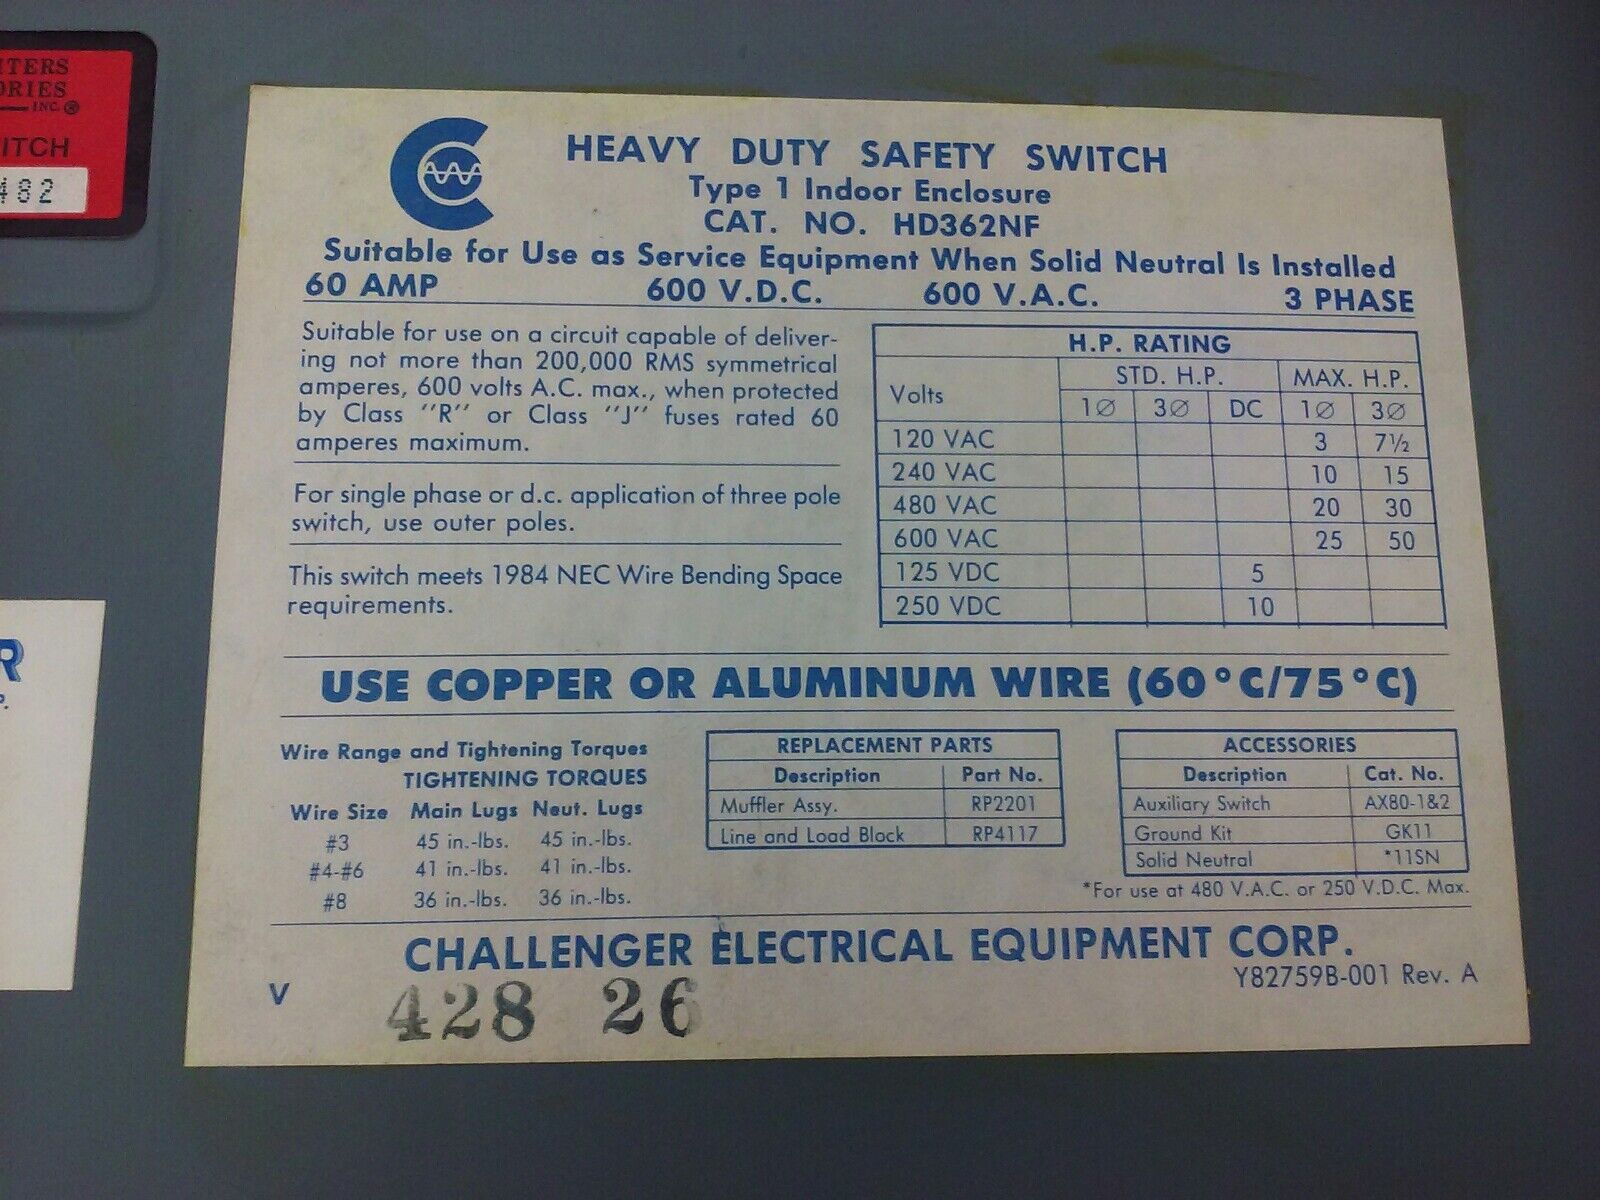 ITERS
ORIES
INC.®
ITCH
482
R
P.
HEAVY DUTY SAFETY SWITCH
Type 1 Indoor Enclosure
CAT. NO. HD362NF
Suitable for Use as Service Equipment When Solid Neutral Is Installed
60 AMP 600 V.D.C. 600 V.A.C. 3 PHASE
Suitable for use on a circuit capable of deliver-
ing not more than 200,000 RMS symmetrical
amperes, 600 volts A.C. max., when protected
by Class "R" or Class "J" fuses rated 60
amperes maximum.
For single phase or d.c. application of three pole
switch, use outer poles.
This switch meets 1984 NEC Wire Bending Space
requirements.
H.P. RATING
Volts STD. H.P. MAX. H.P.
1∅ 3∅ DC 1∅ 3∅
120 VAC 3 7½
240 VAC 10 15
480 VAC 20 30
600 VAC 25 50
125 VDC 5
250 VDC 10
USE COPPER OR ALUMINUM WIRE (60°C/75°C)
Wire Range and Tightening Torques
TIGHTENING TORQUES
Wire Size Main Lugs Neut. Lugs
#3 45 in.-lbs. 45 in.-lbs.
#4-#6 41 in.-lbs. 41 in.-lbs.
#8 36 in.-lbs. 36 in.-lbs.
REPLACEMENT PARTS
Description Part No.
Muffler Assy. RP2201
Line and Load Block RP4117
ACCESSORIES
Description Cat. No.
Auxiliary Switch AX80-1&2
Ground Kit GK11
Solid Neutral *11SN
*For use at 480 V.A.C. or 250 V.D.C. Max.
CHALLENGER ELECTRICAL EQUIPMENT CORP.
Y82759B-001 Rev. A
V 428 26